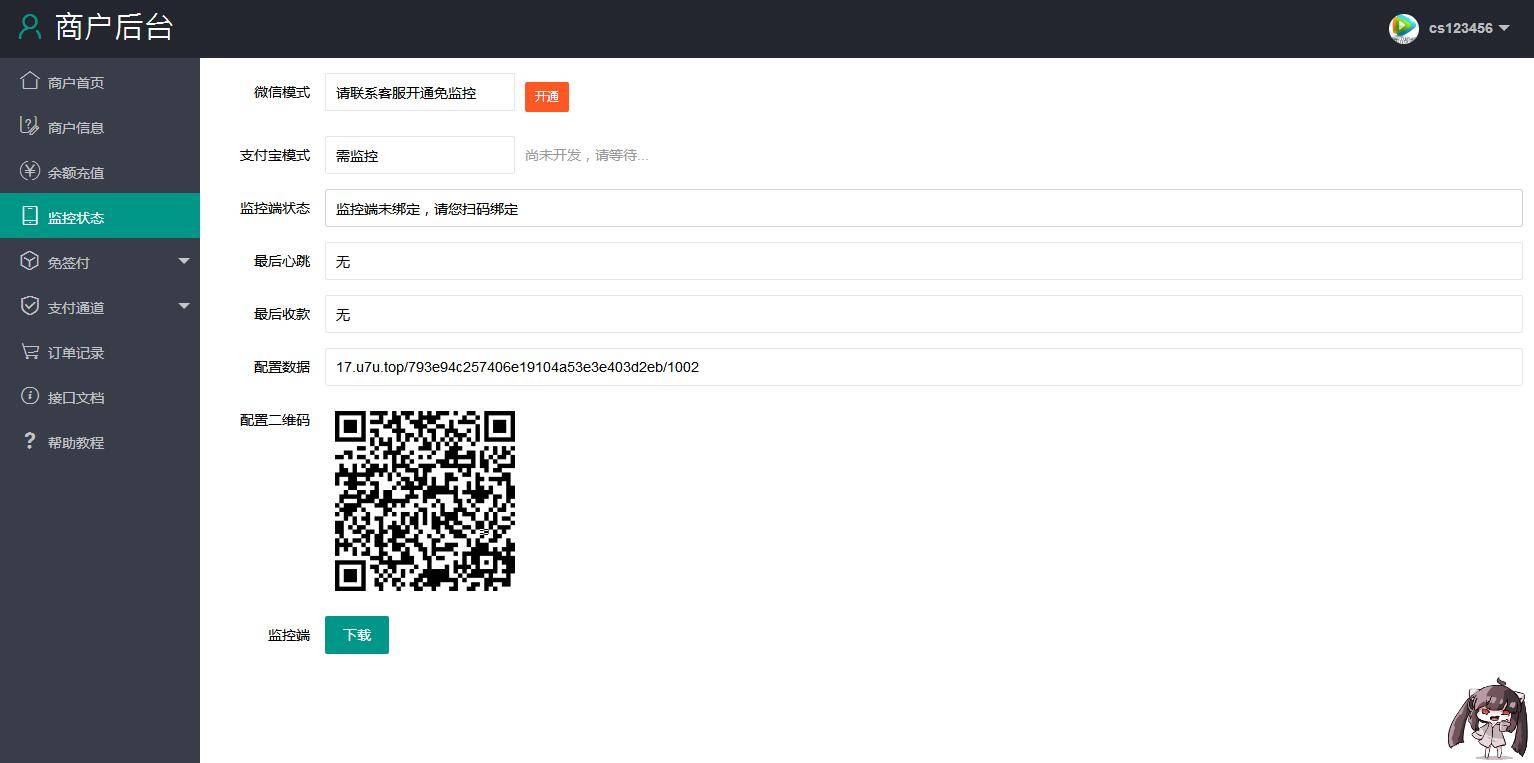 商户后台
cs123456
商户首页
商户信息
余额充值
监控状态
免签付
支付通道
订单记录
接口文档
帮助教程
微信模式 请联系客服开通免监控 开通
支付宝模式 需监控 尚未开发，请等待...
监控端状态 监控端未绑定，请您扫码绑定
最后心跳 无
最后收款 无
配置数据 17.u7u.top/793e94c257406e19104a53e3e403d2eb/1002
配置二维码
监控端 下载